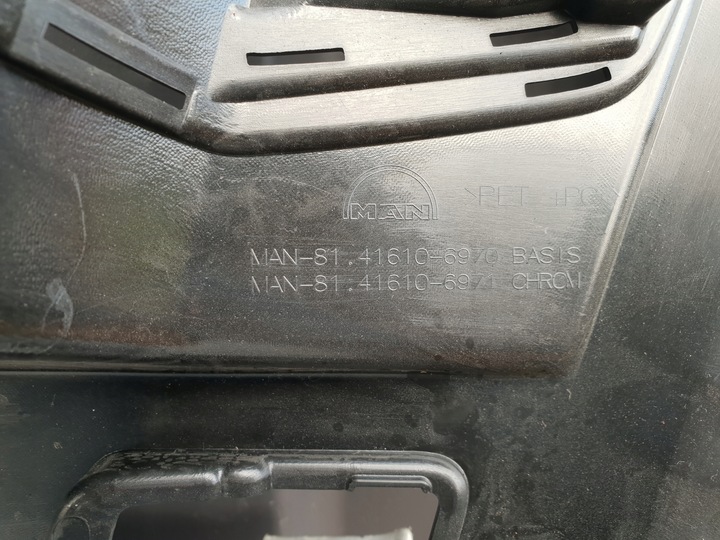 MAN
>PET+PC<
MAN-81.41610-6970 BASIS
MAN-81.41610-6971 CHROM